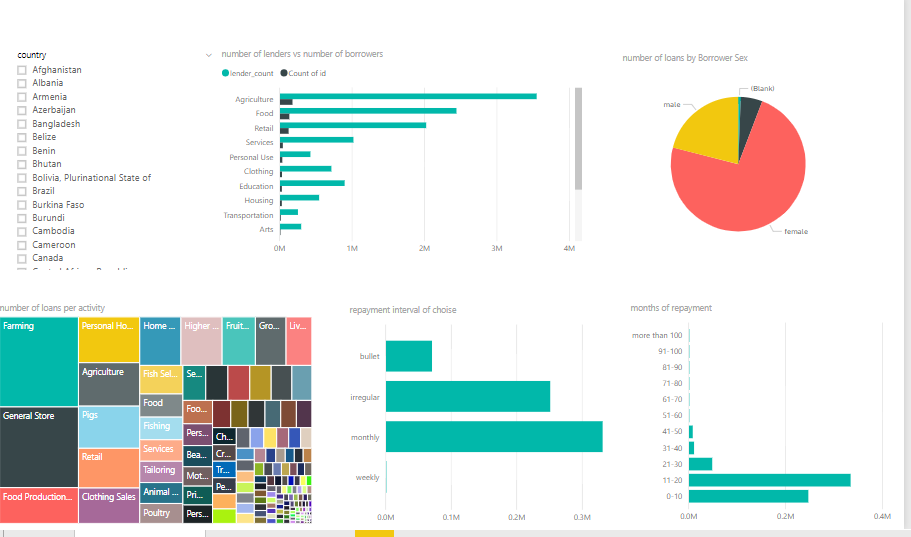 country
Afghanistan
Albania
Armenia
Azerbaijan
Bangladesh
Belize
Benin
Bhutan
Bolivia, Plurinational State of
Brazil
Burkina Faso
Burundi
Cambodia
Cameroon
Canada
number of lenders vs number of borrowers
lender_count Count of id
Agriculture
Food
Retail
Services
Personal Use
Clothing
Education
Housing
Transportation
Arts
0M 1M 2M 3M 4M
number of loans by Borrower Sex
(Blank)
male
female
number of loans per activity
Farming
General Store
Food Production...
Personal Ho...
Agriculture
Pigs
Retail
Clothing Sales
Home ...
Fish Sel...
Food
Fishing
Services
Tailoring
Animal ...
Poultry
Higher ...
Fruit...
Gro...
Liv...
Se...
Foo...
Pers...
Bea...
Mot...
Pri...
Pers...
Ch...
Cr...
Tr...
Pe...
repayment interval of choise
bullet
irregular
monthly
weekly
0.0M 0.1M 0.2M 0.3M
months of repayment
more than 100
91-100
81-90
71-80
61-70
51-60
41-50
31-40
21-30
11-20
0-10
0.0M 0.2M 0.4M